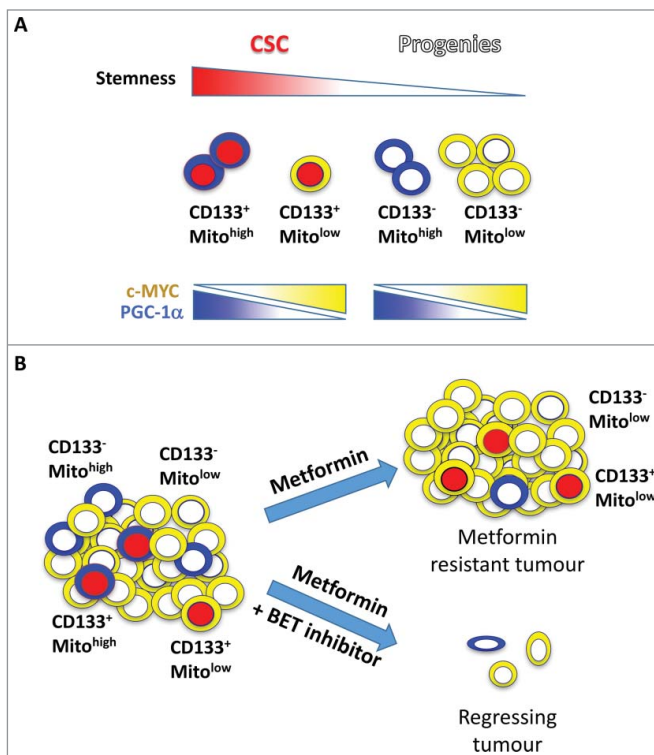 A
CSC
Progenies
Stemness
CD133⁺
Mitoʰⁱᵍʰ
CD133⁺
Mitoˡᵒʷ
CD133⁻
Mitoʰⁱᵍʰ
CD133⁻
Mitoˡᵒʷ
c-MYC
PGC-1α
B
CD133⁻
Mitoʰⁱᵍʰ
CD133⁻
Mitoˡᵒʷ
CD133⁺
Mitoʰⁱᵍʰ
CD133⁺
Mitoˡᵒʷ
Metformin
Metformin
+ BET inhibitor
CD133⁻
Mitoˡᵒʷ
CD133⁺
Mitoˡᵒʷ
Metformin
resistant tumour
Regressing
tumour